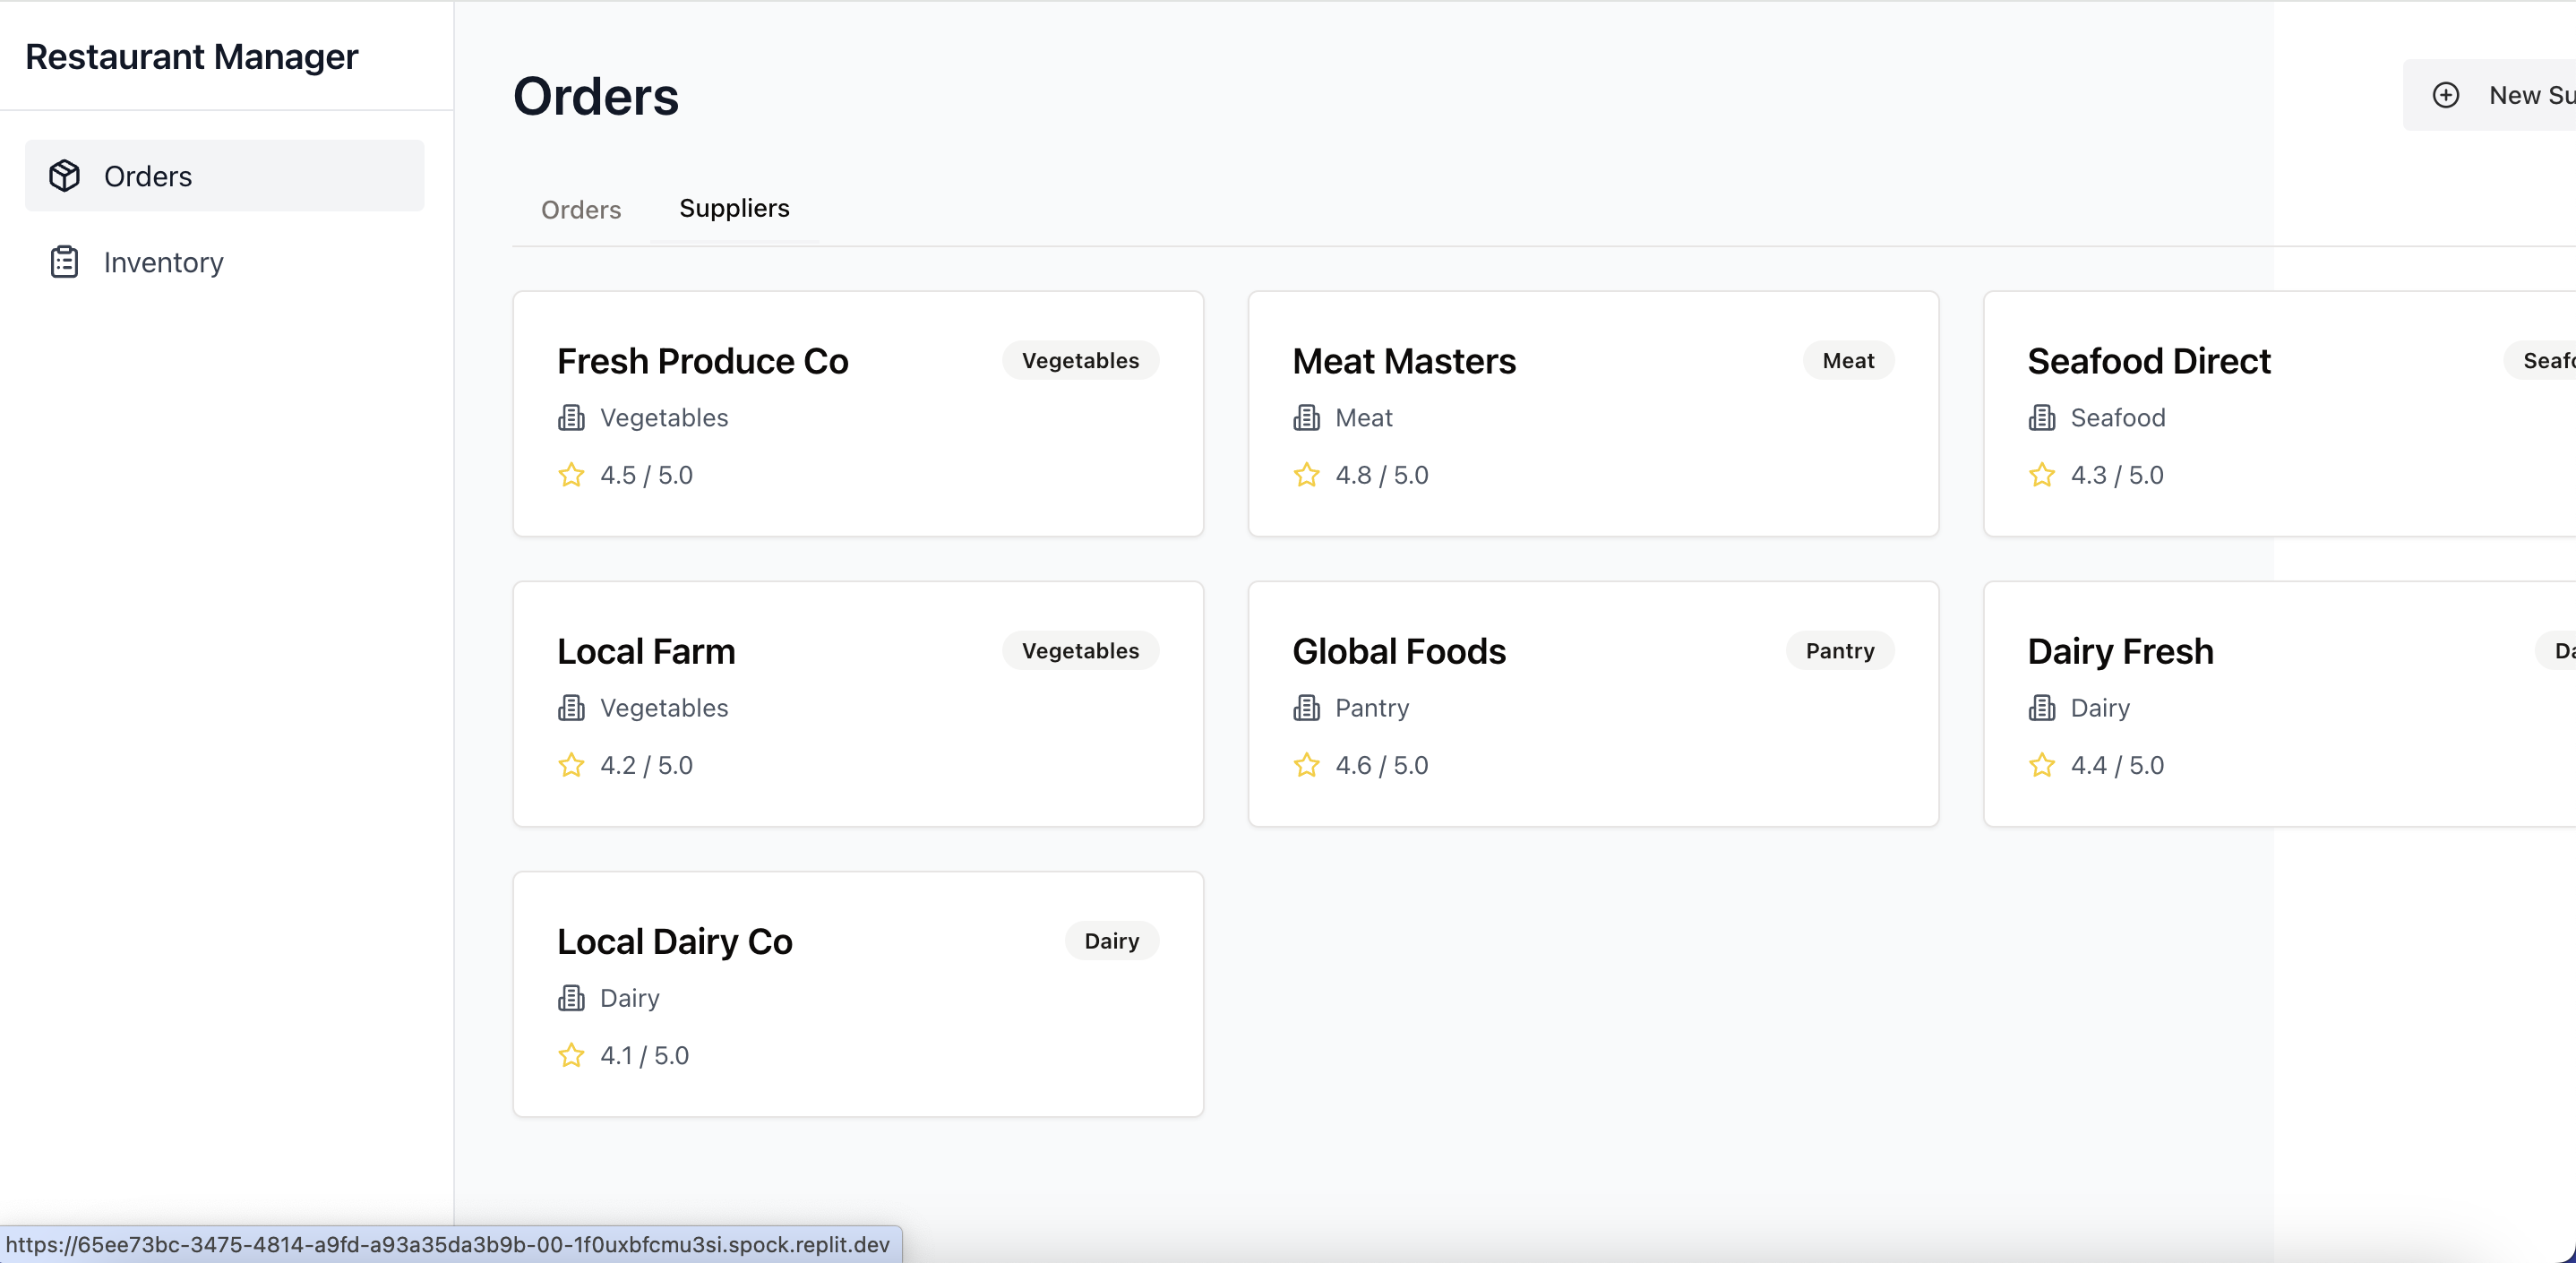 Restaurant Manager
Orders
Inventory
Orders
New Su
Orders Suppliers
Fresh Produce Co Vegetables
Vegetables
4.5 / 5.0
Meat Masters Meat
Meat
4.8 / 5.0
Seafood Direct Seafo
Seafood
4.3 / 5.0
Local Farm Vegetables
Vegetables
4.2 / 5.0
Global Foods Pantry
Pantry
4.6 / 5.0
Dairy Fresh Da
Dairy
4.4 / 5.0
Local Dairy Co Dairy
Dairy
4.1 / 5.0
https://65ee73bc-3475-4814-a9fd-a93a35da3b9b-00-1f0uxbfcmu3si.spock.replit.dev